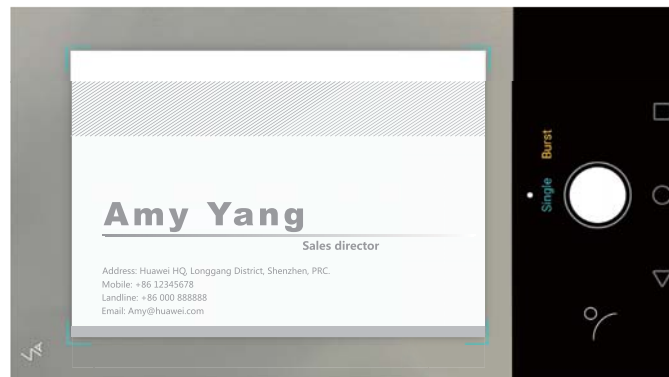 Amy Yang
Sales director
Address: Huawei HQ, Longgang District, Shenzhen, PRC.
Mobile: +86 12345678
Landline: +86 000 888888
Email: Amy@huawei.com
Single Burst